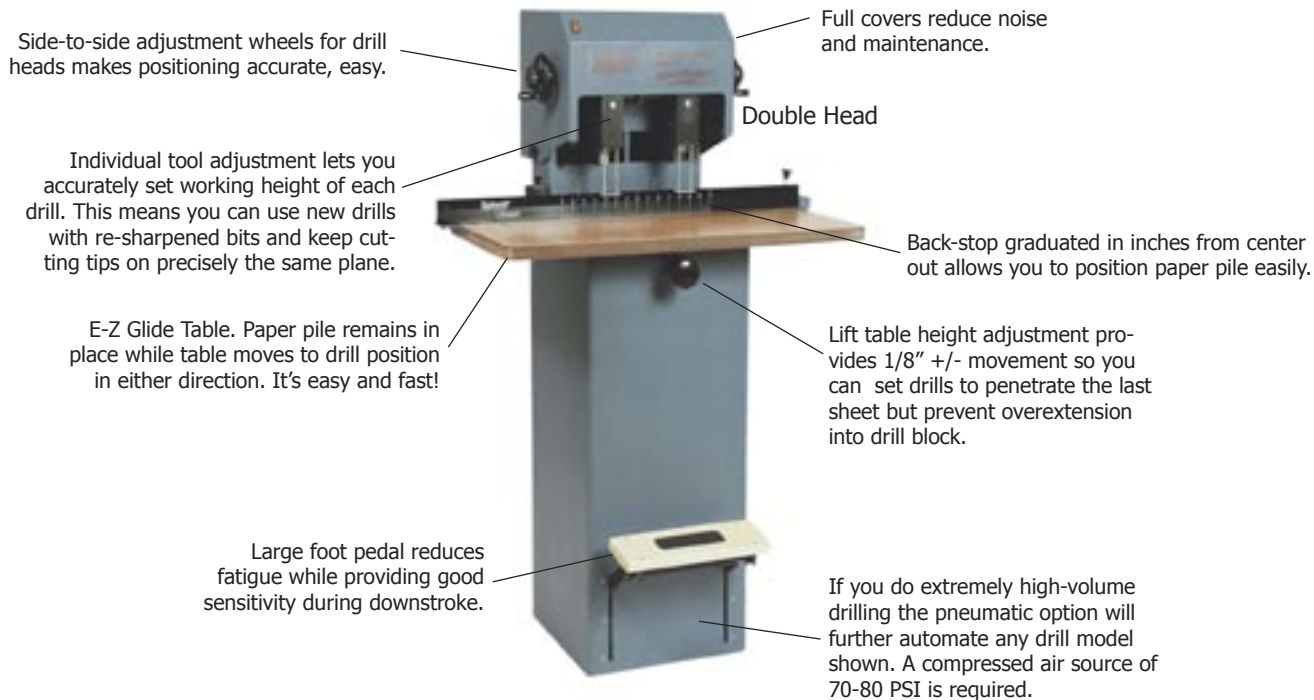 Side-to-side adjustment wheels for drill
heads makes positioning accurate, easy.
Full covers reduce noise
and maintenance.
Double Head
Individual tool adjustment lets you
accurately set working height of each
drill. This means you can use new drills
with re-sharpened bits and keep cut-
ting tips on precisely the same plane.
Back-stop graduated in inches from center
out allows you to position paper pile easily.
E-Z Glide Table. Paper pile remains in
place while table moves to drill position
in either direction. It’s easy and fast!
Lift table height adjustment pro-
vides 1/8” +/- movement so you
can  set drills to penetrate the last
sheet but prevent overextension
into drill block.
Large foot pedal reduces
fatigue while providing good
sensitivity during downstroke.
If you do extremely high-volume
drilling the pneumatic option will
further automate any drill model
shown. A compressed air source of
70-80 PSI is required.